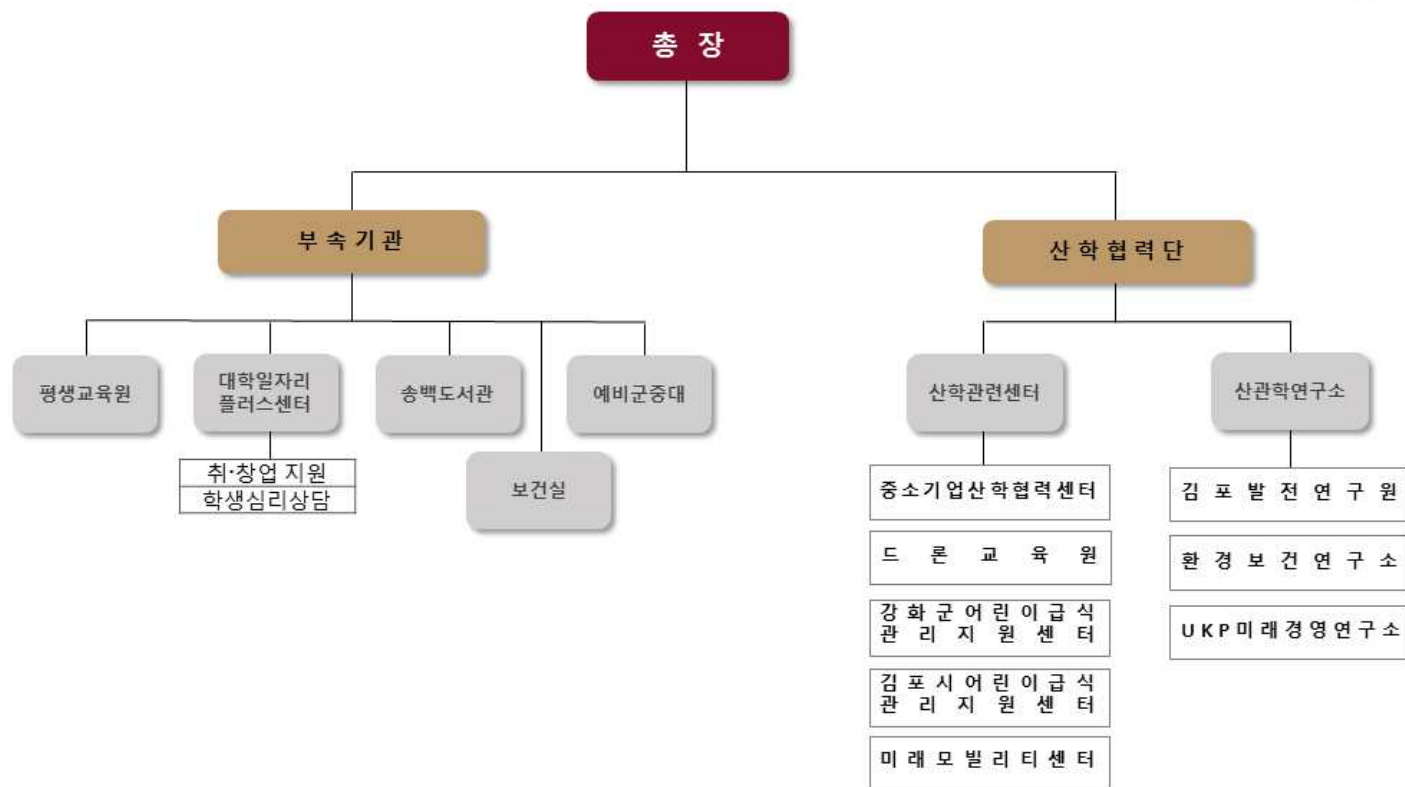 총 장
부 속 기 관
산 학 협 력 단
평생교육원
대학일자리
플러스센터
송백도서관
예비군중대
산학관련센터
산관학연구소
취·창업 지원
학생심리상담
보건실
중소기업산학협력센터
드 론 교 육 원
강 화 군 어 린 이 급 식
관 리 지 원 센 터
김 포 시 어 린 이 급 식
관 리 지 원 센 터
미 래 모 빌 리 티 센 터
김 포 발 전 연 구 원
환 경 보 건 연 구 소
U K P 미 래 경 영 연 구 소